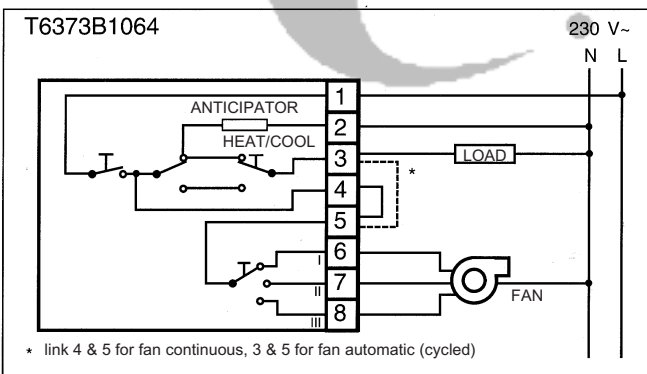 T6373B1064
230 V~
N L
ANTICIPATOR
HEAT/COOL
1
2
3
4
5
6
7
8
LOAD
*
I
II
III
FAN
* link 4 & 5 for fan continuous, 3 & 5 for fan automatic (cycled)